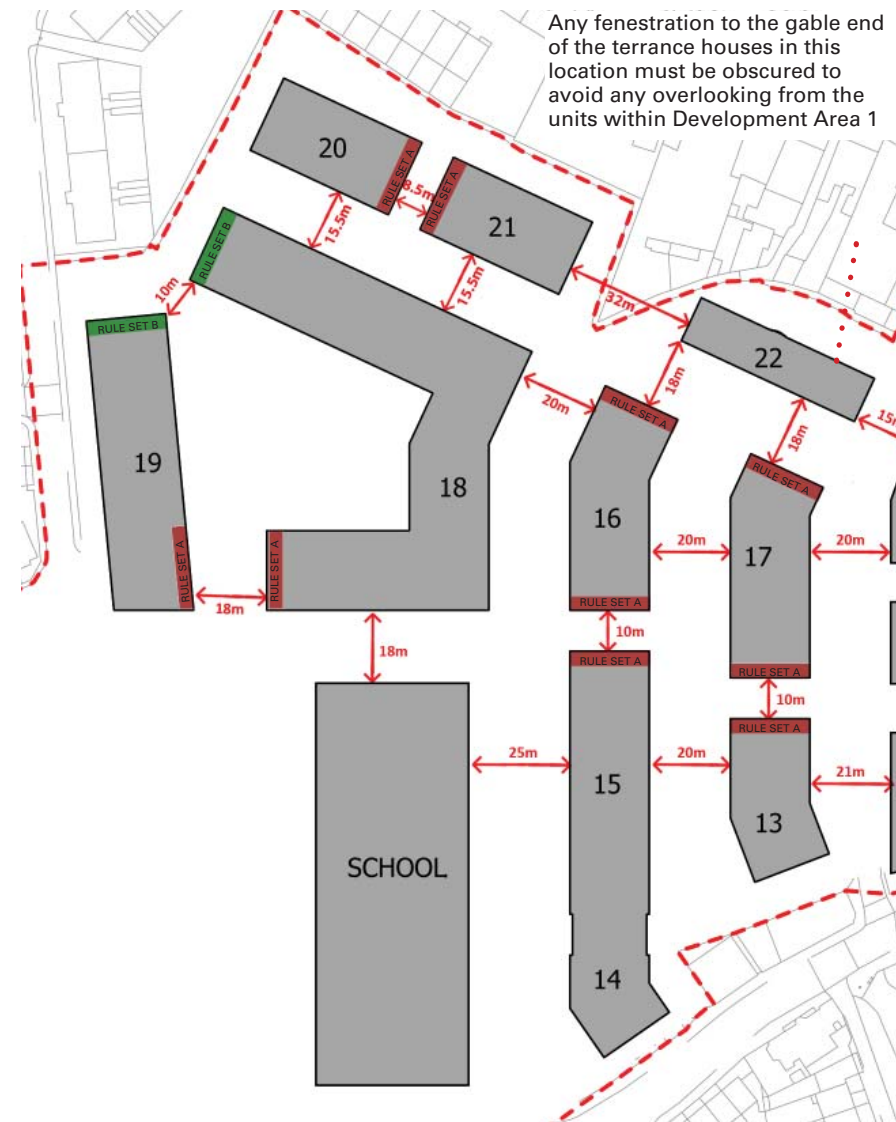 Any fenestration to the gable end
of the terrance houses in this
location must be obscured to
avoid any overlooking from the
units within Development Area 1
20
RULE SET A
8.5m
RULE SET A
21
15.5m
RULE SET B
15.5m
10m
32m
RULE SET B
22
18m
20m
RULE SET A
18m
RULE SET A
19
18
16
20m
17
20m
RULE SET A
18m
RULE SET A
RULE SET A
10m
RULE SET A
18m
RULE SET A
10m
RULE SET A
25m
15
20m
13
21m
SCHOOL
14